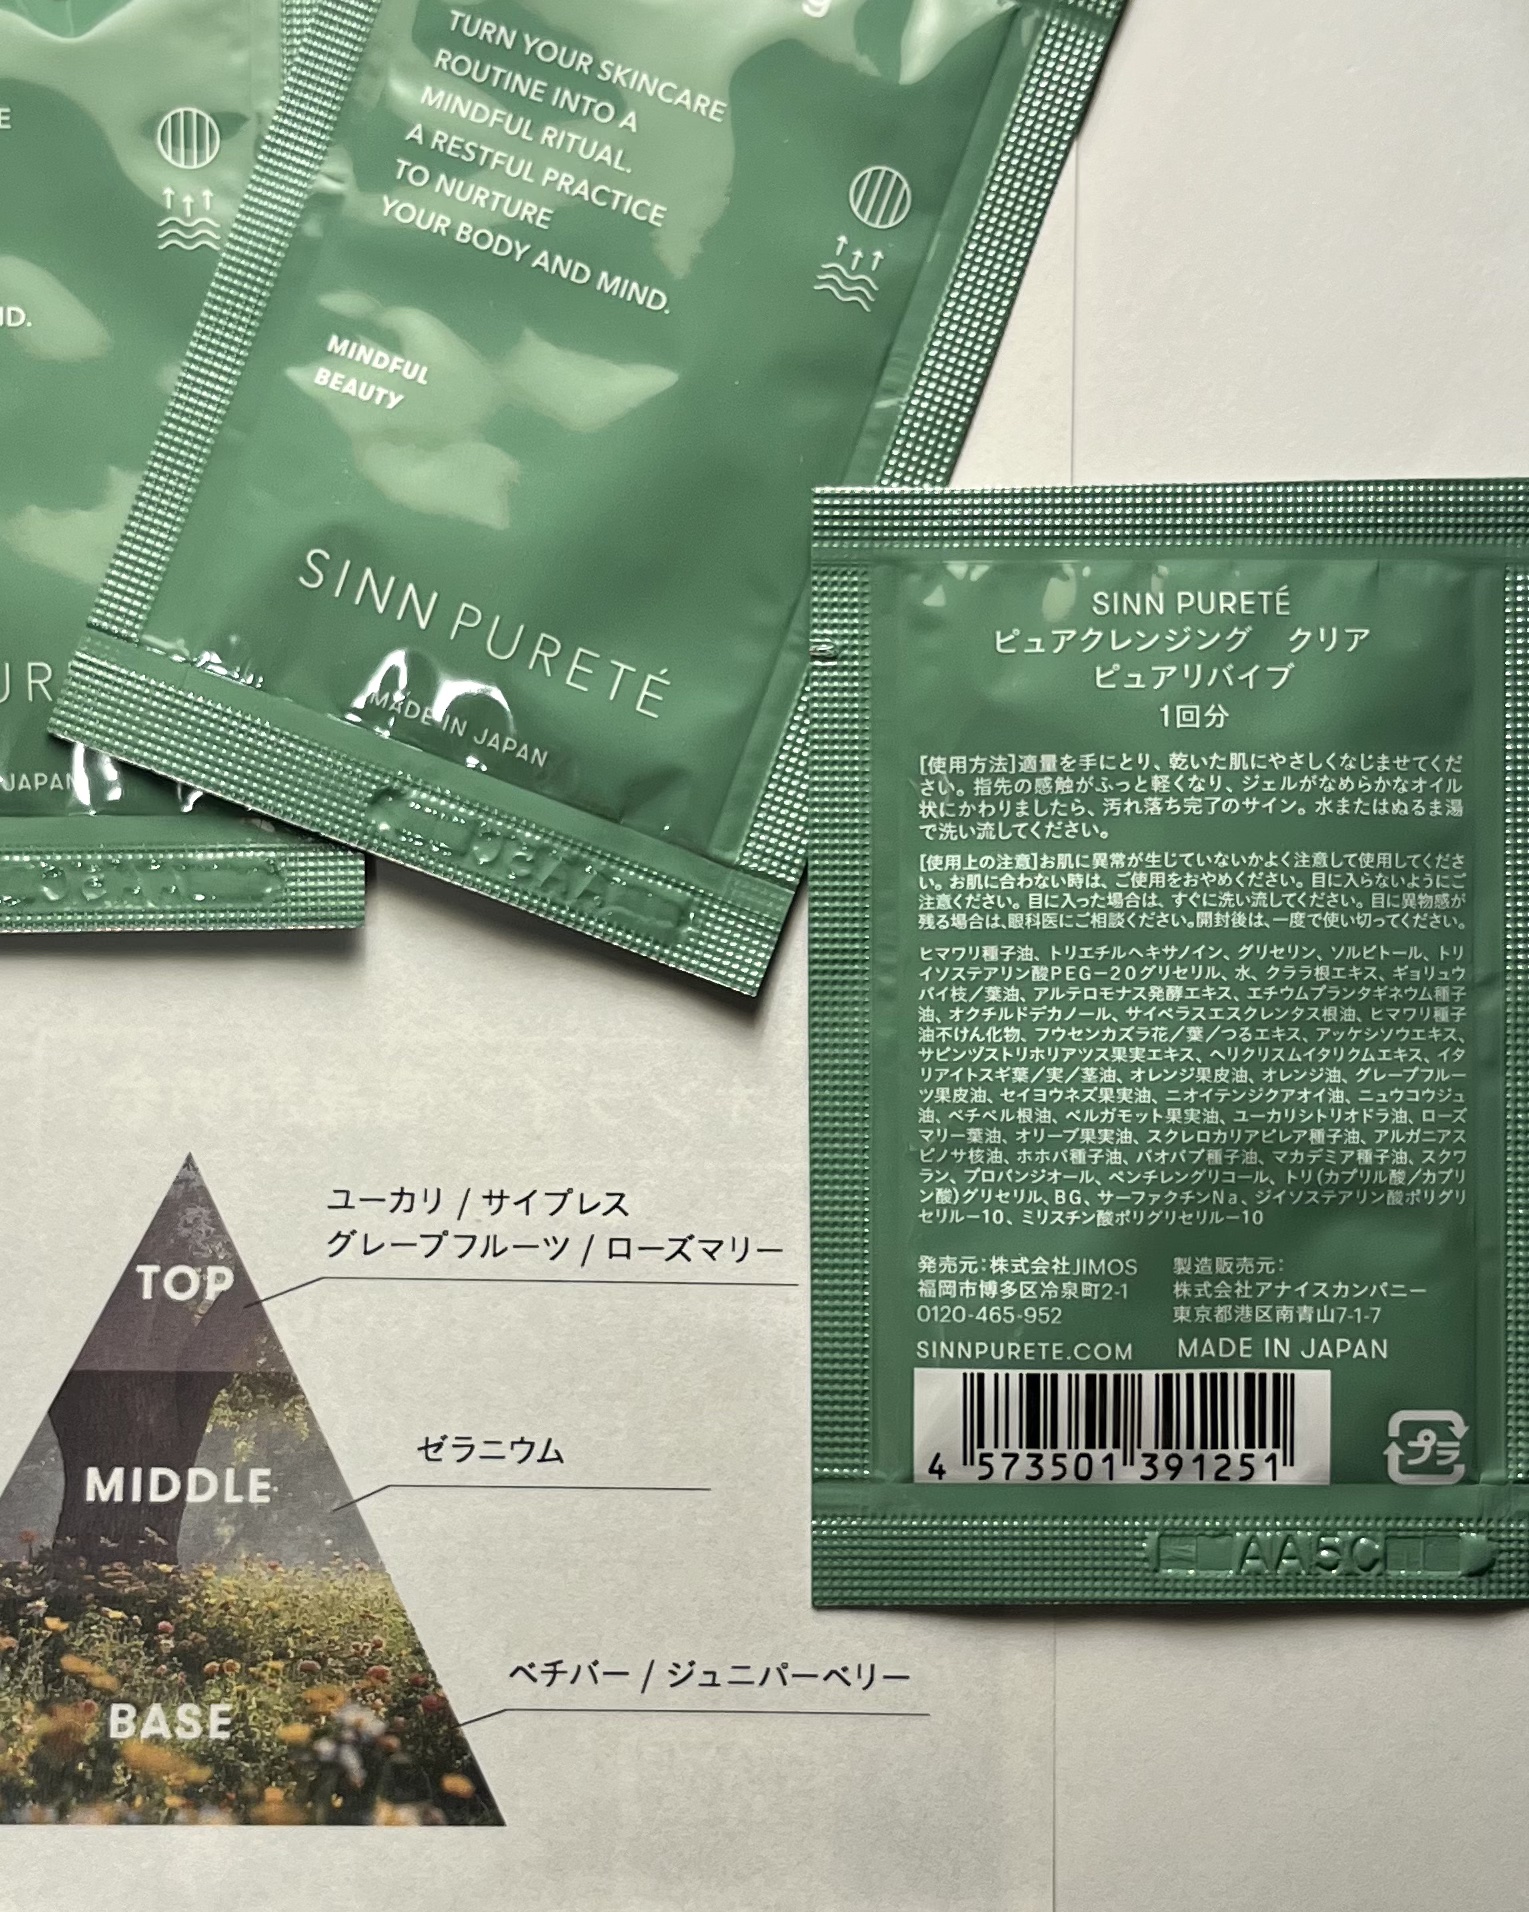 TURN YOUR SKINCARE
ROUTINE INTO A
MINDFUL RITUAL.
A RESTFUL PRACTICE
TO NURTURE
YOUR BODY AND MIND.
MINDFUL
BEAUTY
SINN PURETÉ
MADE IN JAPAN
JAPAN
SINN PURETÉ
ピュアクレンジング クリア
ピュアリバイブ
1回分
[使用方法]適量を手にとり、乾いた肌にやさしくなじませてくだ
さい。指先の感触がふっと軽くなり、ジェルがなめらかなオイル
状にかわりましたら、汚れ落ち完了のサイン。水またはぬるま湯
で洗い流してください。
[使用上の注意]お肌に異常が生じていないかよく注意して使用してくださ
い。お肌に合わない時は、ご使用をおやめください。目に入らないようにご
注意ください。目に入った場合は、すぐに洗い流してください。目に異物感が
残る場合は、眼科医にご相談ください。開封後は、一度で使い切ってください。
ヒマワリ種子油、トリエチルヘキサノイン、グリセリン、ソルビトール、トリ
イソステアリン酸PEG-20グリセリル、水、クララ根エキス、ギョリュウ
バイ枝/葉油、アルテロモナス発酵エキス、エチウムプランタギネウム種子
油、オクチルドデカノール、サイペラスエスクレンタス根油、ヒマワリ種子
油不けん化物、フウセンカズラ花/葉/つるエキス、アッケシソウエキス、
サピンヅストリホリアツス果実エキス、ヘリクリスムイタリクムエキス、イタ
リアイトスギ葉/実/茎油、オレンジ果皮油、オレンジ油、グレープフルー
ツ果皮油、セイヨウネズ果実油、ニオイテンジクアオイ油、ニュウコウジュ
油、ベチベル根油、ベルガモット果実油、ユーカリシトリオドラ油、ローズ
マリー葉油、オリーブ果実油、スクレロカリアビレア種子油、アルガニアス
ピノサ核油、ホホバ種子油、バオバブ種子油、マカデミア種子油、スクワ
ラン、プロパンジオール、ペンチレングリコール、トリ(カプリル酸/カプリ
ン酸)グリセリル、BG、サーファクチンNa、ジイソステアリン酸ポリグリ
セリル-10、ミリスチン酸ポリグリセリル-10
発売元:株式会社JIMOS
福岡市博多区冷泉町2-1
0120-465-952
製造販売元:
株式会社アナイスカンパニー
東京都港区南青山7-1-7
SINNPURETE.COM MADE IN JAPAN
4 573501 391251
プラ
AA5C
TOP
ユーカリ / サイプレス
グレープフルーツ / ローズマリー
MIDDLE
ゼラニウム
BASE
ベチバー / ジュニパーベリー